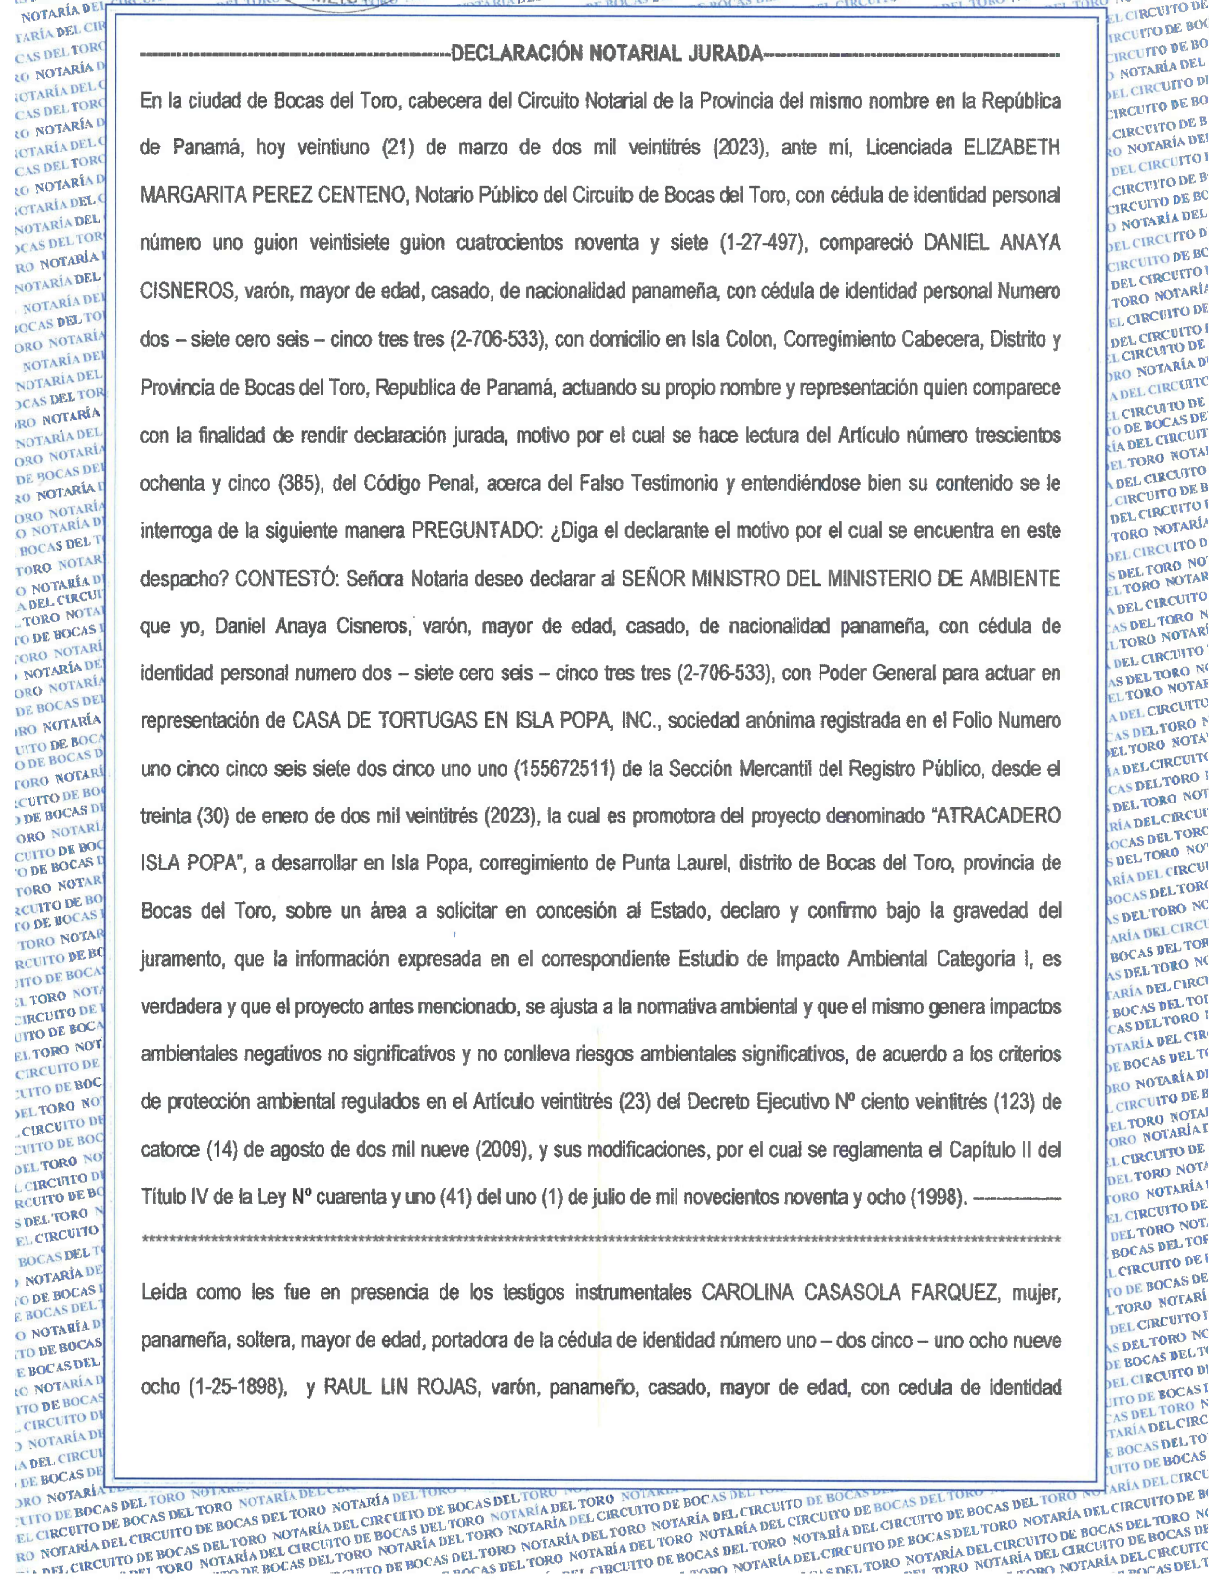 DECLARACIÓN NOTARIAL JURADA
En la ciudad de Bocas del Toro, cabecera del Circuito Notarial de la Provincia del mismo nombre en la República
de Panamá, hoy veintiuno (21) de marzo de dos mil veintitrés (2023), ante mí, Licenciada ELIZABETH
MARGARITA PEREZ CENTENO, Notario Público del Circuito de Bocas del Toro, con cédula de identidad personal
número uno guion veintisiete guion cuatrocientos noventa y siete (1-27-497), compareció DANIEL ANAYA
CISNEROS, varón, mayor de edad, casado, de nacionalidad panameña, con cédula de identidad personal Numero
dos – siete cero seis – cinco tres tres (2-706-533), con domicilio en Isla Colon, Corregimiento Cabecera, Distrito y
Provincia de Bocas del Toro, Republica de Panamá, actuando su propio nombre y representación quien comparece
con la finalidad de rendir declaración jurada, motivo por el cual se hace lectura del Artículo número trescientos
ochenta y cinco (385), del Código Penal, acerca del Falso Testimonio y entendiéndose bien su contenido se le
interroga de la siguiente manera PREGUNTADO: ¿Diga el declarante el motivo por el cual se encuentra en este
despacho? CONTESTÓ: Señora Notaria deseo declarar al SEÑOR MINISTRO DEL MINISTERIO DE AMBIENTE
que yo, Daniel Anaya Cisneros, varón, mayor de edad, casado, de nacionalidad panameña, con cédula de
identidad personal numero dos – siete cero seis – cinco tres tres (2-706-533), con Poder General para actuar en
representación de CASA DE TORTUGAS EN ISLA POPA, INC., sociedad anónima registrada en el Folio Numero
uno cinco cinco seis siete dos cinco uno uno (155672511) de la Sección Mercantil del Registro Público, desde el
treinta (30) de enero de dos mil veintitrés (2023), la cual es promotora del proyecto denominado “ATRACADERO
ISLA POPA”, a desarrollar en Isla Popa, corregimiento de Punta Laurel, distrito de Bocas del Toro, provincia de
Bocas del Toro, sobre un área a solicitar en concesión al Estado, declaro y confirmo bajo la gravedad del
juramento, que la información expresada en el correspondiente Estudio de Impacto Ambiental Categoría I, es
verdadera y que el proyecto antes mencionado, se ajusta a la normativa ambiental y que el mismo genera impactos
ambientales negativos no significativos y no conlleva riesgos ambientales significativos, de acuerdo a los criterios
de protección ambiental regulados en el Artículo veintitrés (23) del Decreto Ejecutivo Nº ciento veintitrés (123) de
catorce (14) de agosto de dos mil nueve (2009), y sus modificaciones, por el cual se reglamenta el Capítulo II del
Título IV de la Ley Nº cuarenta y uno (41) del uno (1) de julio de mil novecientos noventa y ocho (1998).
Leida como les fue en presencia de los testigos instrumentales CAROLINA CASASOLA FARQUEZ, mujer,
panameña, soltera, mayor de edad, portadora de la cédula de identidad número uno – dos cinco – uno ocho nueve
ocho (1-25-1898), y RAUL LIN ROJAS, varón, panameño, casado, mayor de edad, con cedula de identidad